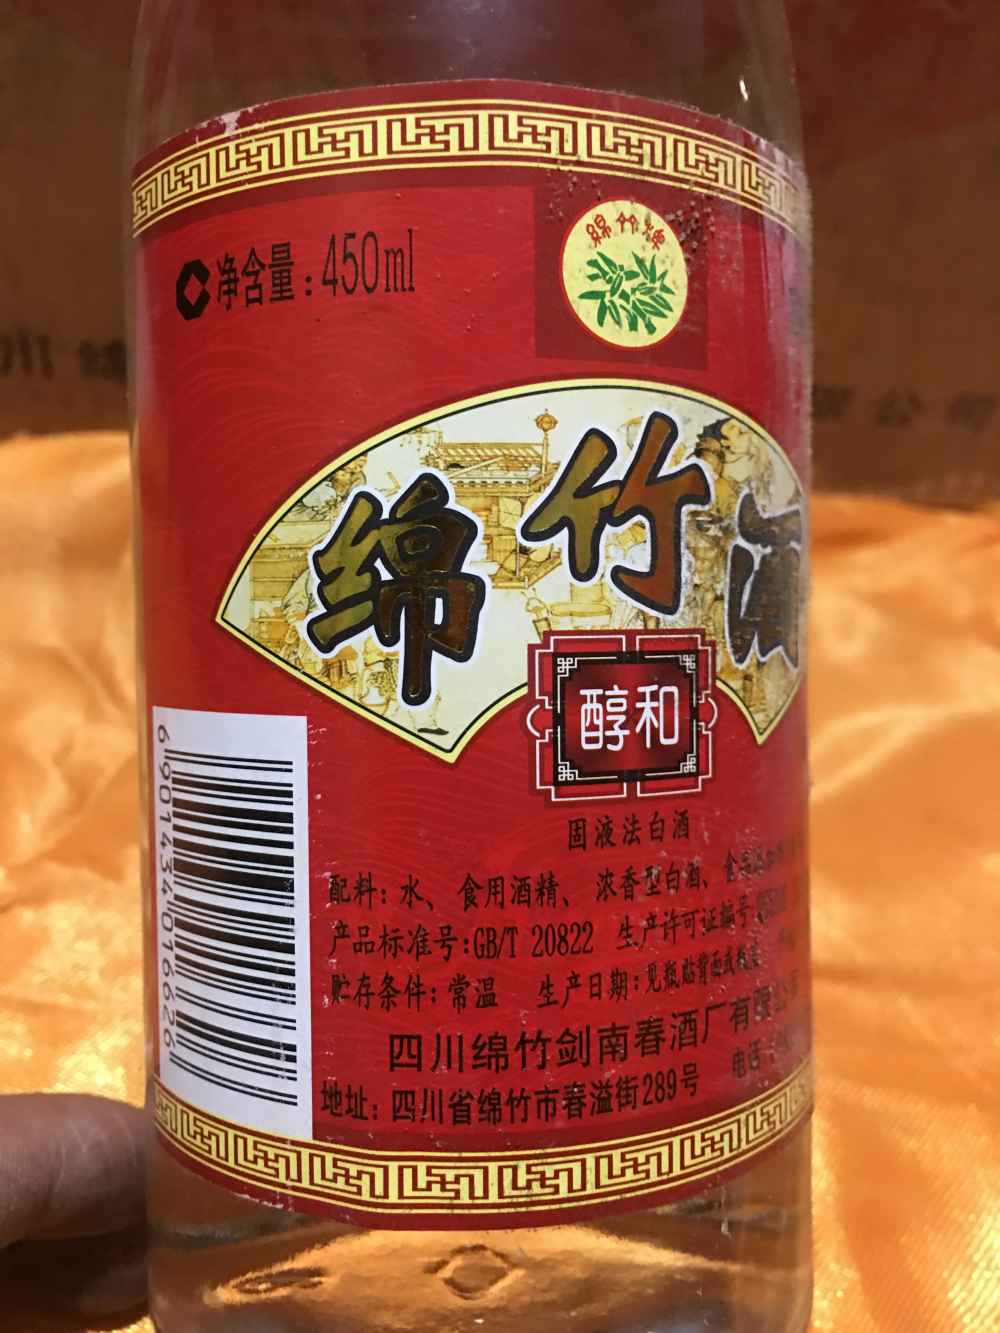 绵竹牌
净含量:450ml
绵竹酒
醇和
固液法白酒
配料:水、食用酒精、浓香型白酒、食品
产品标准号:GB/T 20822 生产许可证编号
贮存条件:常温 生产日期:见瓶贴背面或瓶盖
四川绵竹剑南春酒厂有限公司
地址:四川省绵竹市春溢街289号 电话
6901434016626